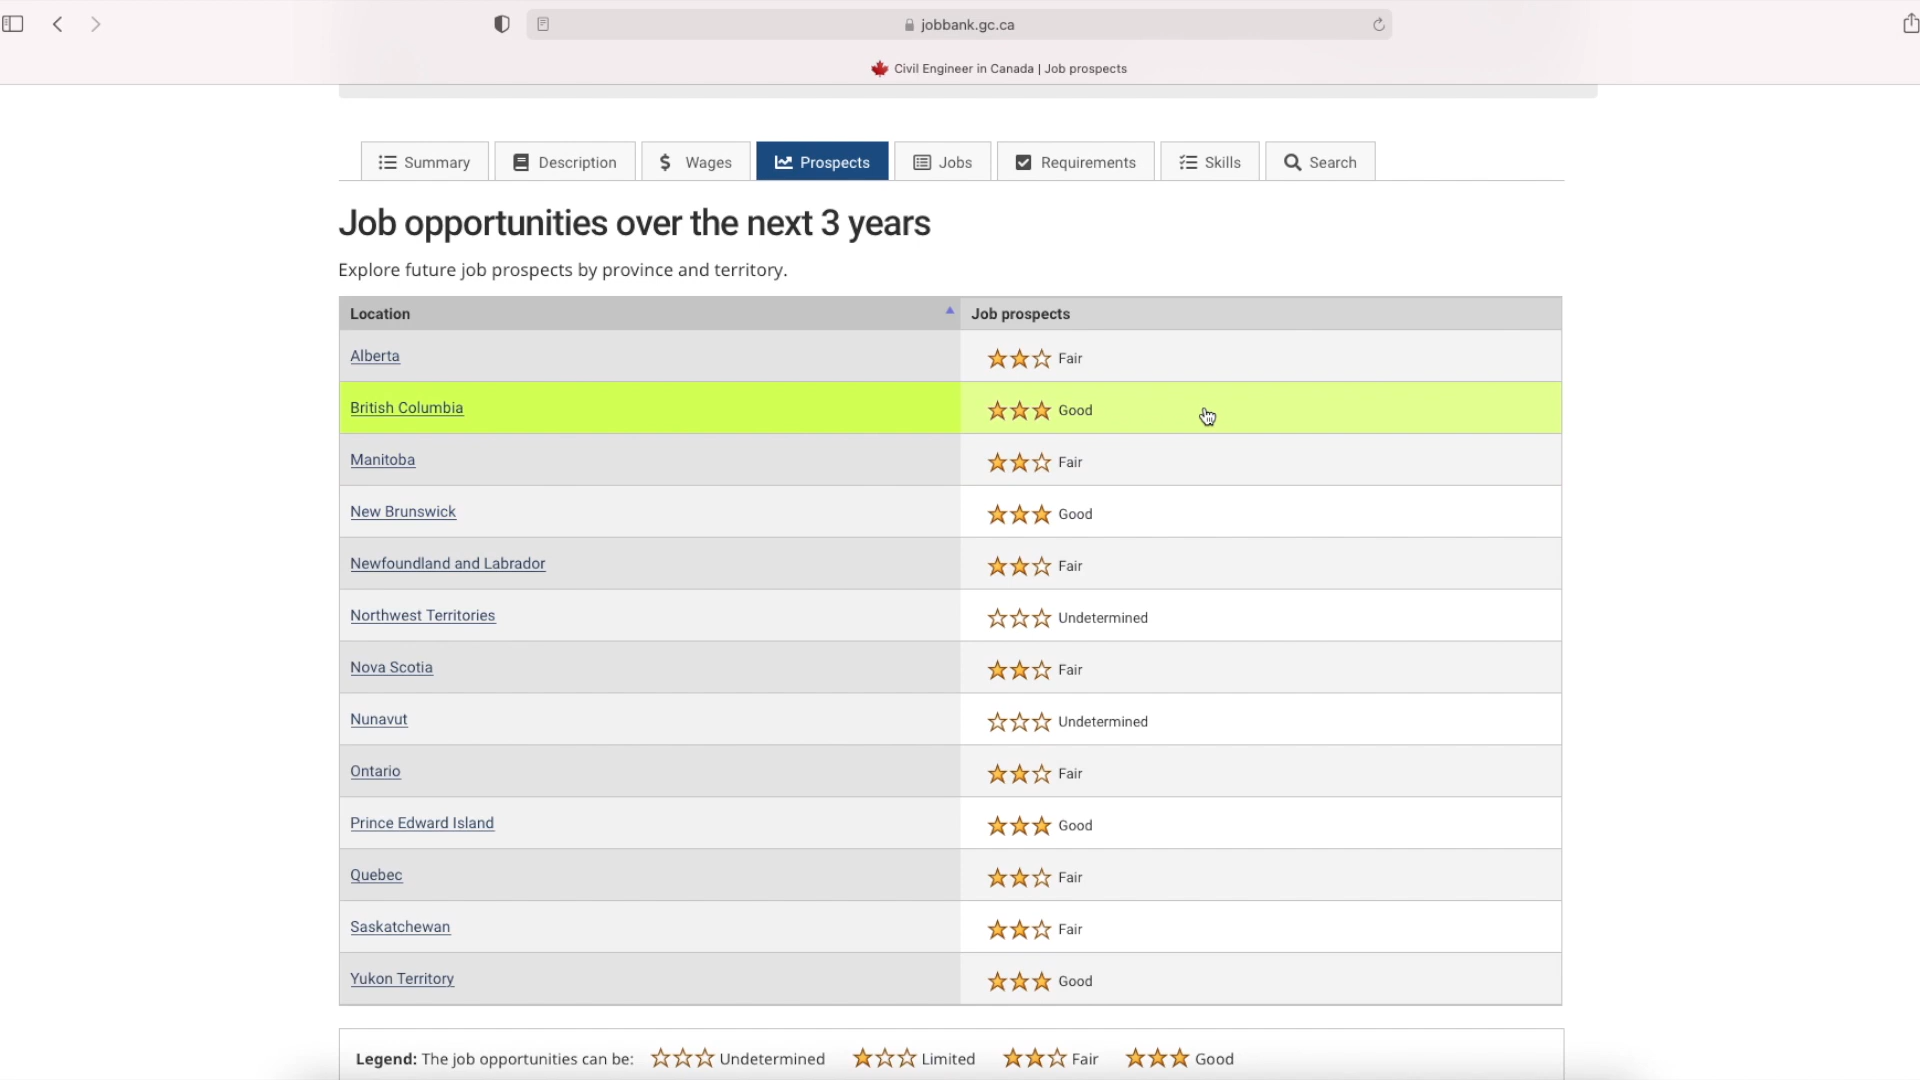 jobbank.gc.ca
Civil Engineer in Canada | Job prospects
Summary Description $ Wages Prospects Jobs Requirements Skills Search
Job opportunities over the next 3 years
Explore future job prospects by province and territory.
Location Job prospects
Alberta Fair
British Columbia Good
Manitoba Fair
New Brunswick Good
Newfoundland and Labrador Fair
Northwest Territories Undetermined
Nova Scotia Fair
Nunavut Undetermined
Ontario Fair
Prince Edward Island Good
Quebec Fair
Saskatchewan Fair
Yukon Territory Good
Legend: The job opportunities can be: Undetermined Limited Fair Good